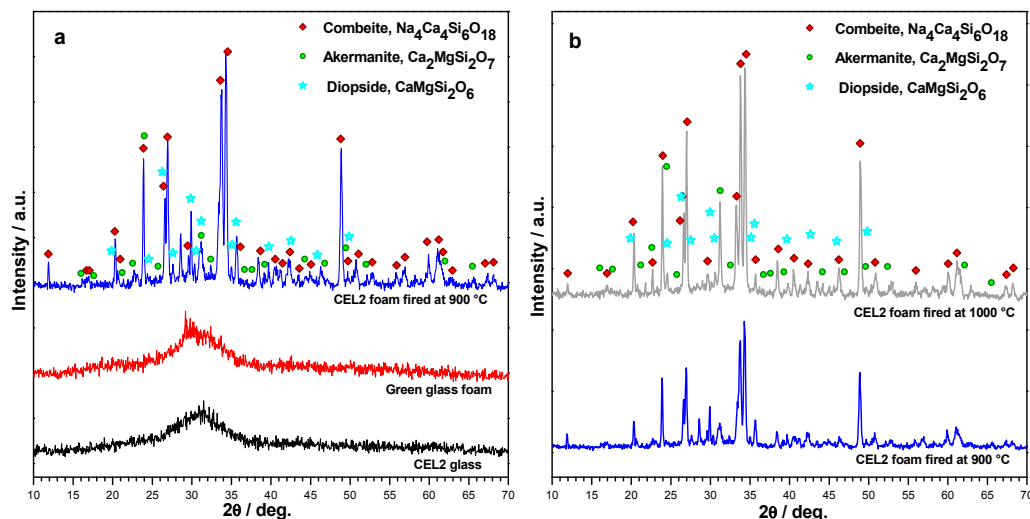 a
Combeite, Na4Ca4Si6O18
Akermanite, Ca2MgSi2O7
Diopside, CaMgSi2O6
CEL2 foam fired at 900 °C
Green glass foam
CEL2 glass
Intensity / a.u.
10 15 20 25 30 35 40 45 50 55 60 65 70
2θ / deg.
b
Combeite, Na4Ca4Si6O18
Akermanite, Ca2MgSi2O7
Diopside, CaMgSi2O6
CEL2 foam fired at 1000 °C
CEL2 foam fired at 900 °C
Intensity / a.u.
10 15 20 25 30 35 40 45 50 55 60 65 70
2θ / deg.